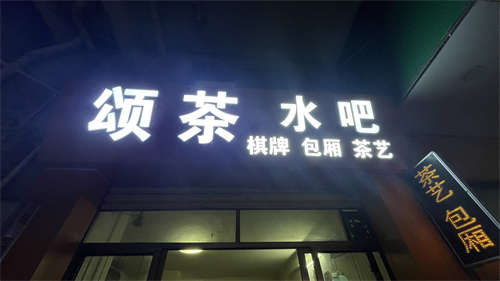 颂茶 水吧
棋牌 包厢 茶艺
茶艺 包厢